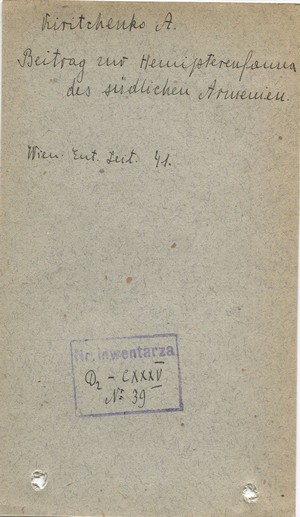 Kiritchenko A.
Beitrag zur Hemipterenfauna
des südlichen Armenien.
Wien. Ent. Zeit. 41.
Nr. inwentarza
D2 - CXXXV
No 39